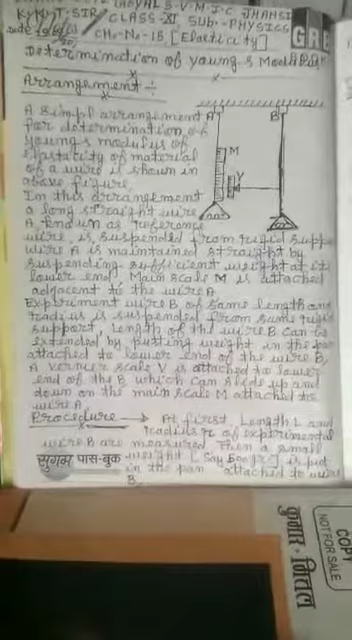 S.V.M.I.C JHANSI
K.M.T. SIR CLASS-XI SUB.- PHYSICS
Ch.-No-15 [Elasticity]
Determination of young's
Arrangement ÷
A Simpl arrangement
for determination of
young's modulus of
elasticity of material
of a wire is shown in
above figure.
In this arrangement
a long straight wire
A, known as reference
wire, is suspended from rigid
wire A is maintained straight by
suspending sufficient weight at its
lower end. Main scale M is attached
adjacent to the wire A.
Expriment wire B of same length and
radius is suspended from same rigid
support, length of the wire B can be
extended by putting weight in the pan
attached to lower end of the wire B,
A vernier scale V is attached to lower
end of the B which can slide up and
down on the main scale M attached to
wire A.
Procedure → At first, Length L and
radius r of experimental
wire B are measured. Then a small
weight [Say 500 gr] is put
in the pan attached to wire
B.
A
B
M
V
सुगम पास-बुक
कुमार मित्तल
COPY
NOT FOR SALE